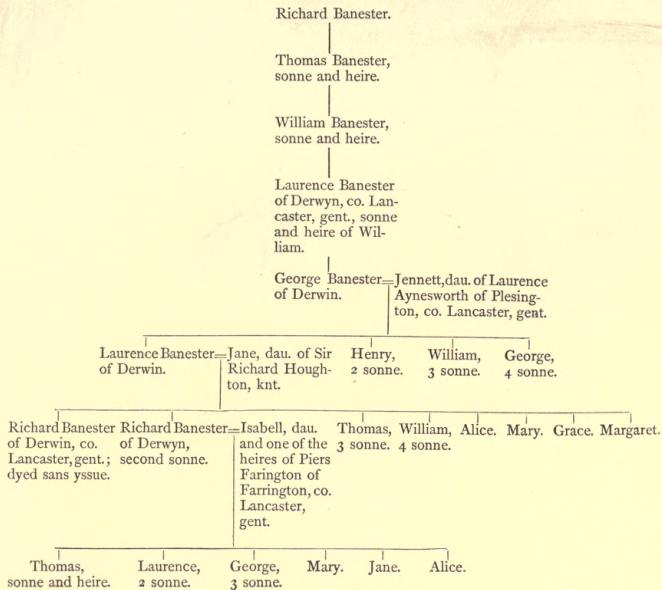 Richard Banester.
Thomas Banester,
sonne and heire.
William Banester,
sonne and heire.
Laurence Banester
of Derwyn, co. Lan-
caster, gent., sonne
and heire of Wil-
liam.
George Banester=Jennett, dau. of Laurence
of Derwin.
Aynesworth of Plesing-
ton, co. Lancaster, gent.
Laurence Banester=Jane, dau. of Sir
of Derwin.
Richard Hough-
ton, knt.
Henry,
2 sonne.
William,
3 sonne.
George,
4 sonne.
Richard Banester
of Derwin, co.
Lancaster, gent.;
dyed sans yssue.
Richard Banester=Isabell, dau.
of Derwyn,
second sonne.
and one of the
heires of Piers
Farington of
Farrington, co.
Lancaster,
gent.
Thomas,
3 sonne.
William,
4 sonne.
Alice.
Mary.
Grace.
Margaret.
Thomas,
sonne and heire.
Laurence,
2 sonne.
George,
3 sonne.
Mary.
Jane.
Alice.